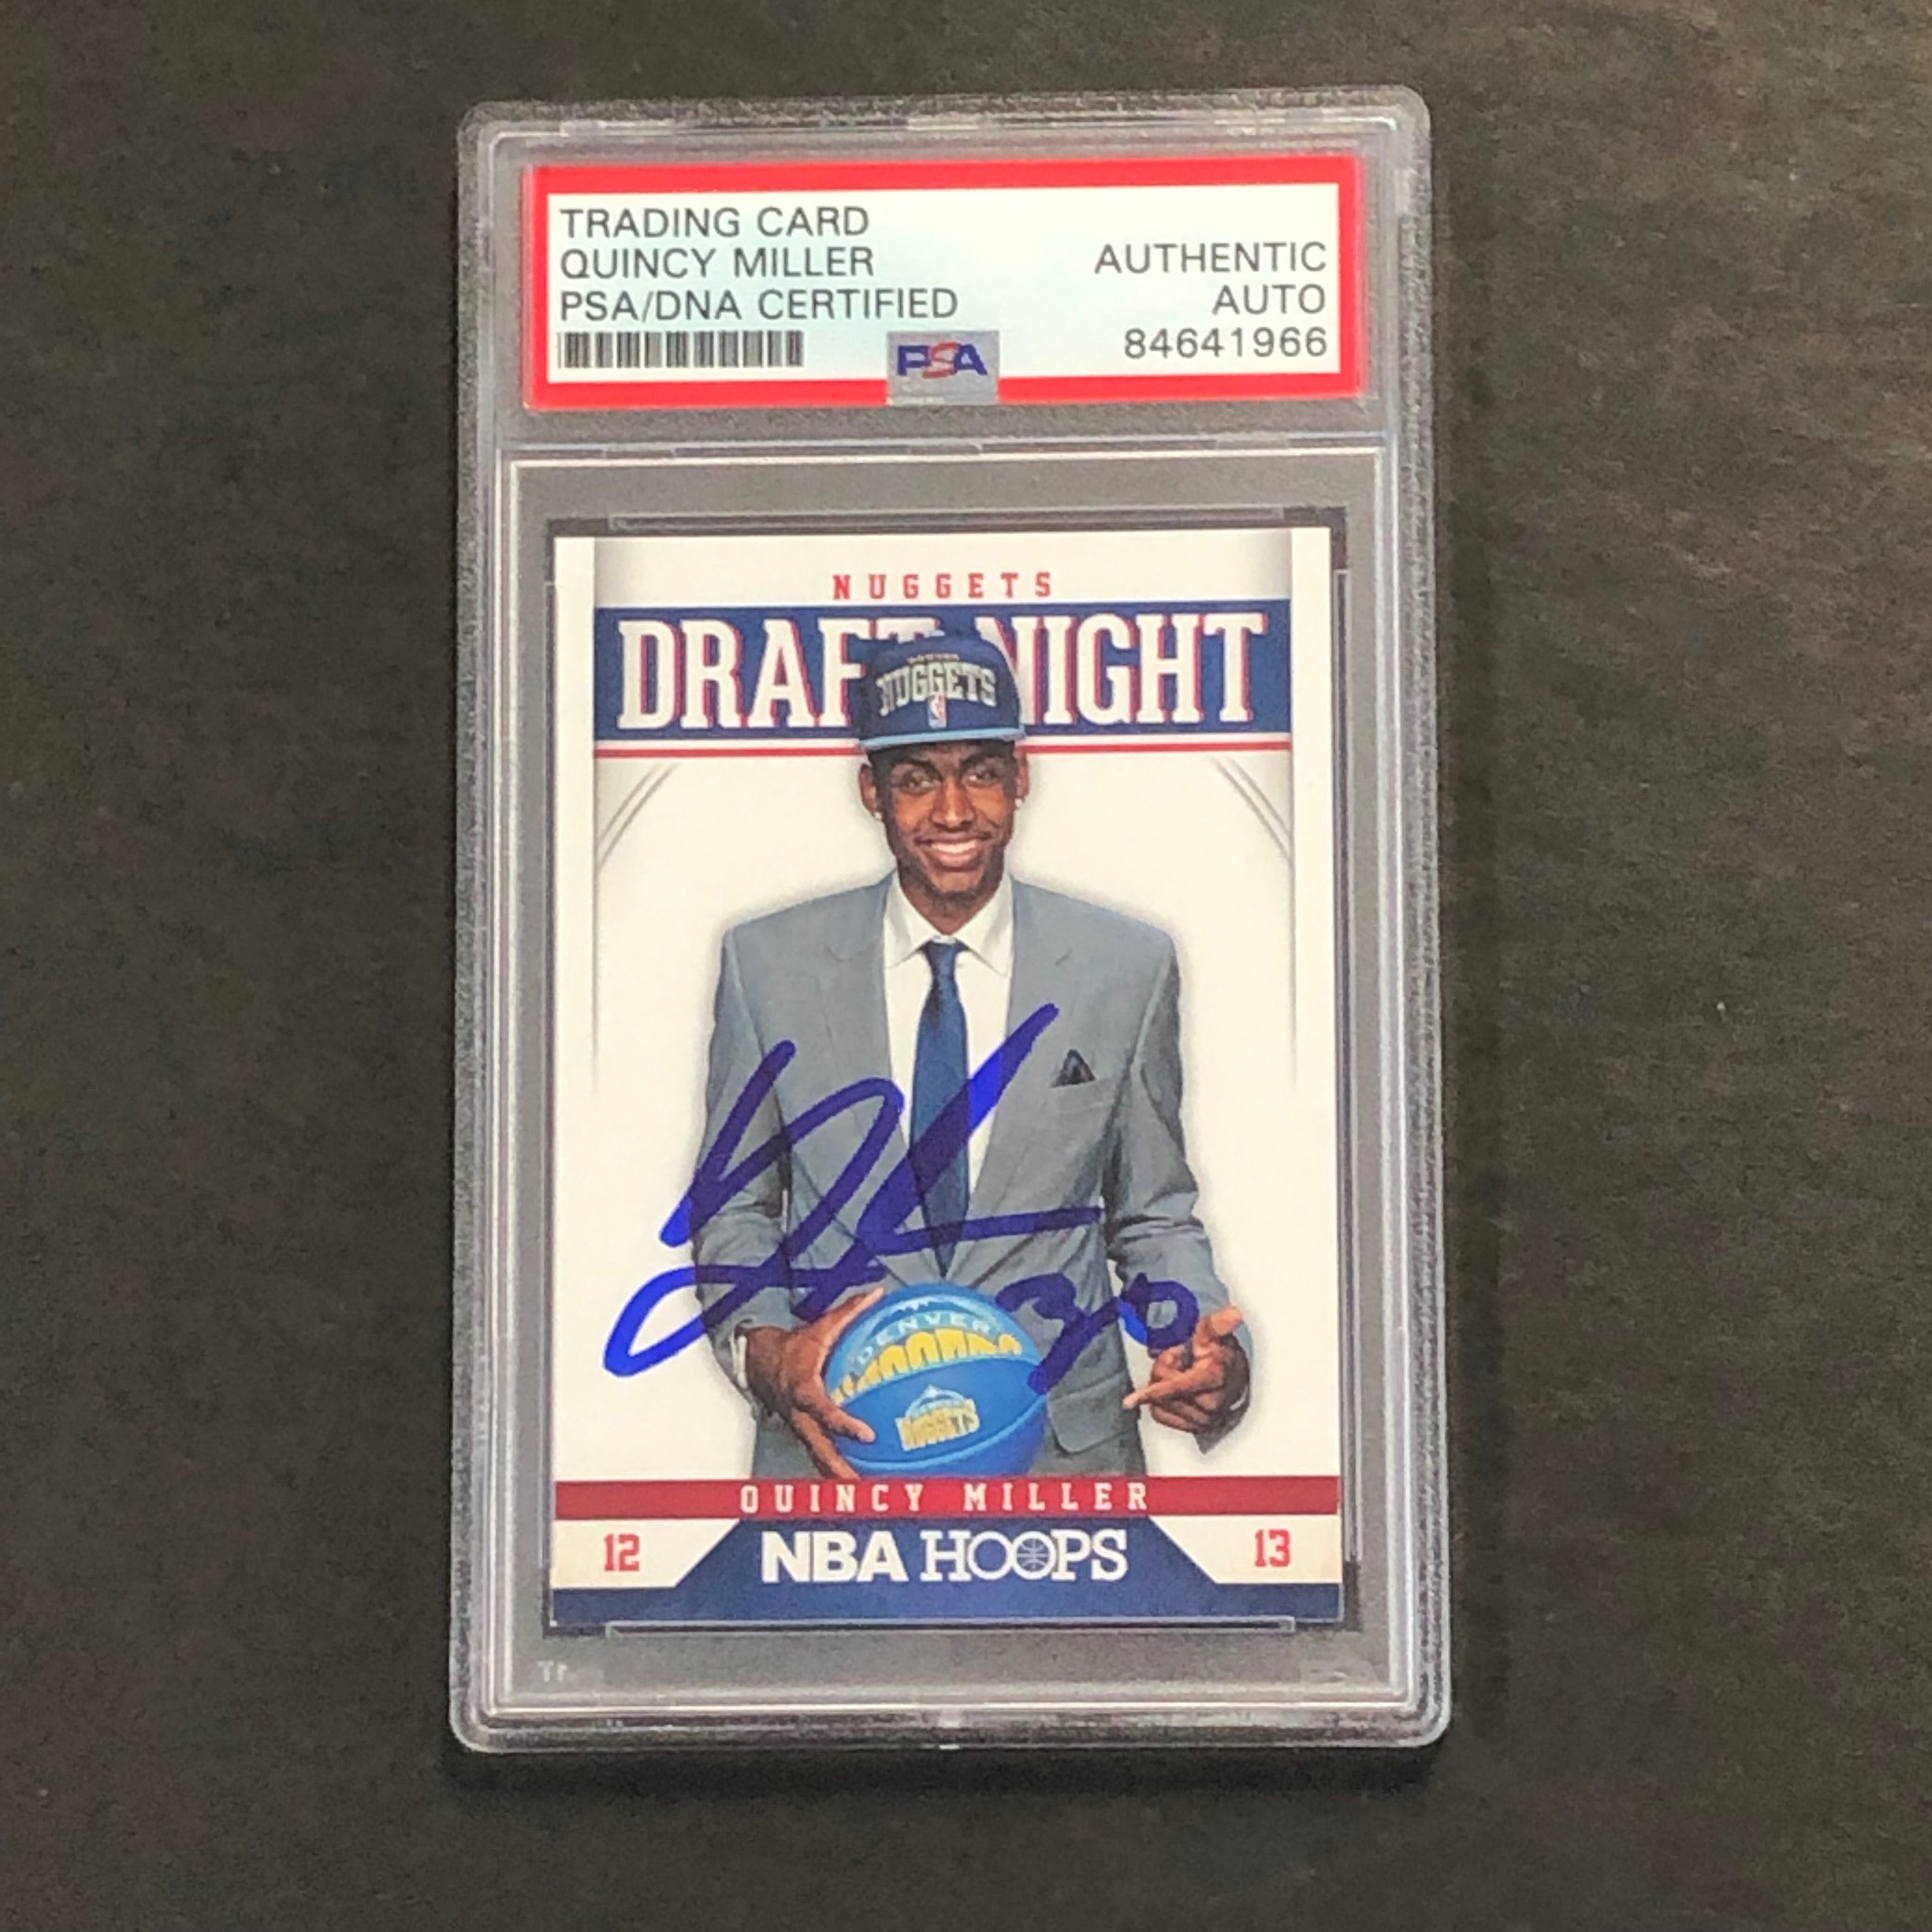 TRADING CARD
QUINCY MILLER
PSA/DNA CERTIFIED
AUTHENTIC
AUTO
84641966
PSA
NUGGETS
DRAFT NIGHT
NUGGETS
DENVER
NUGGETS
30
QUINCY MILLER
12
NBA HOOPS
13